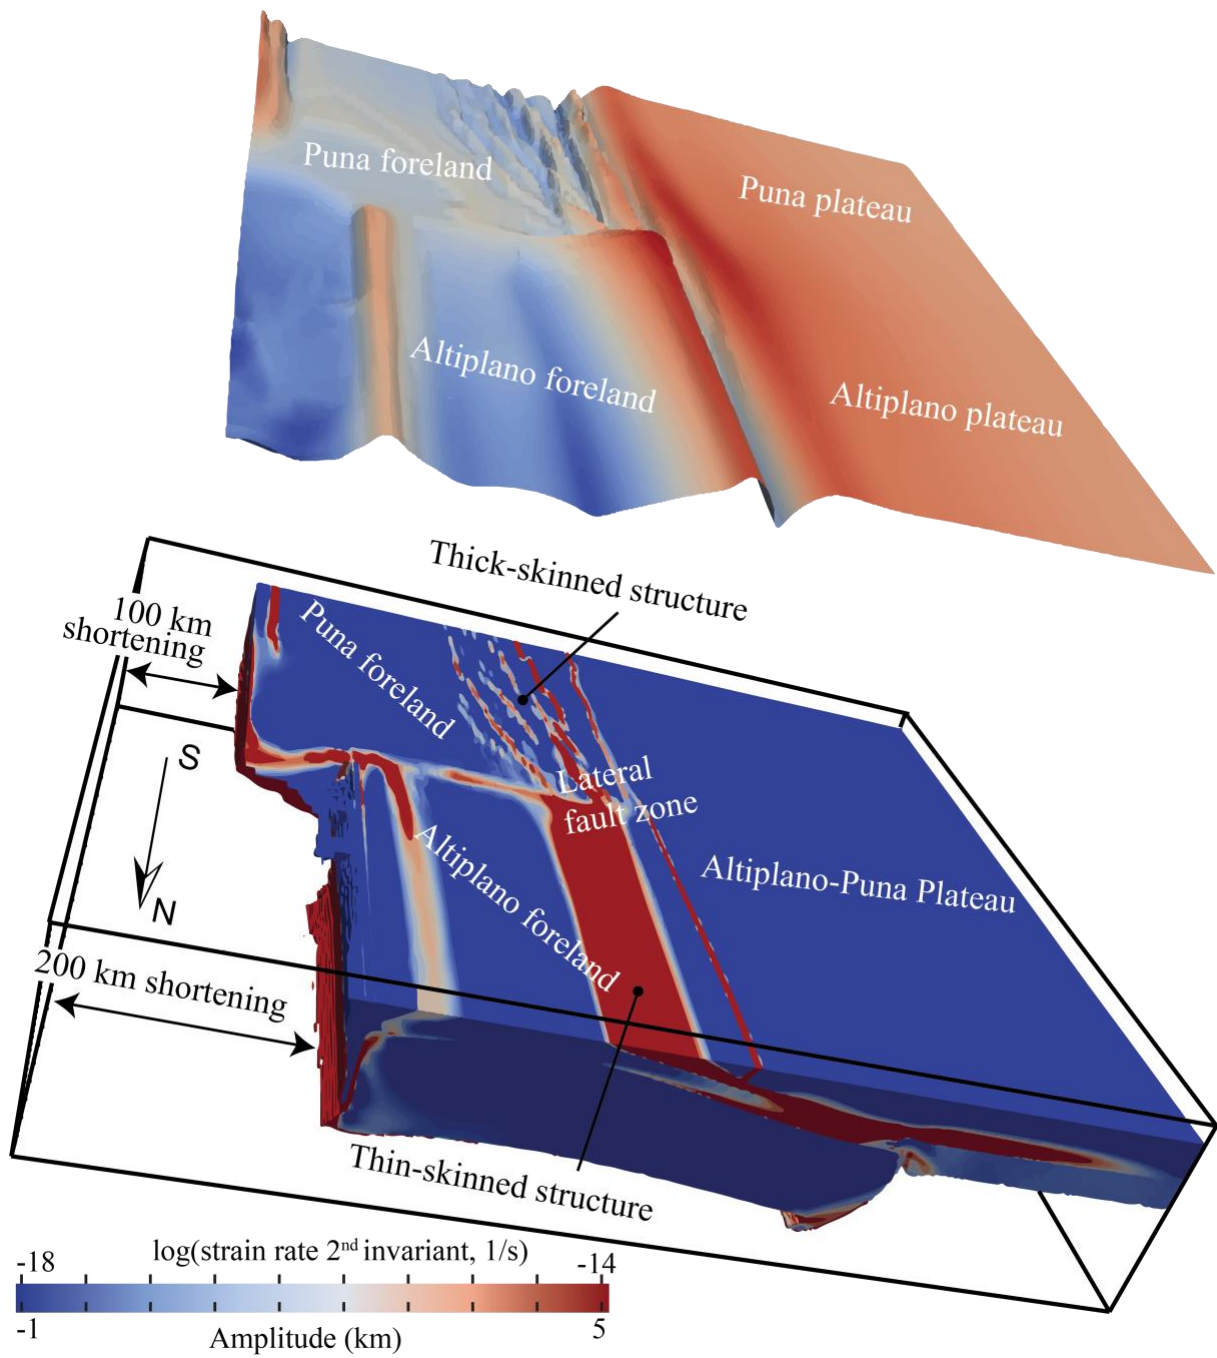 Puna foreland
Puna plateau
Altiplano foreland
Altiplano plateau
Thick-skinned structure
100 km
shortening
Puna foreland
S
N
Lateral
fault zone
Altiplano foreland
Altiplano-Puna Plateau
200 km shortening
Thin-skinned structure
log(strain rate 2nd invariant, 1/s)
-18
-14
-1
5
Amplitude (km)